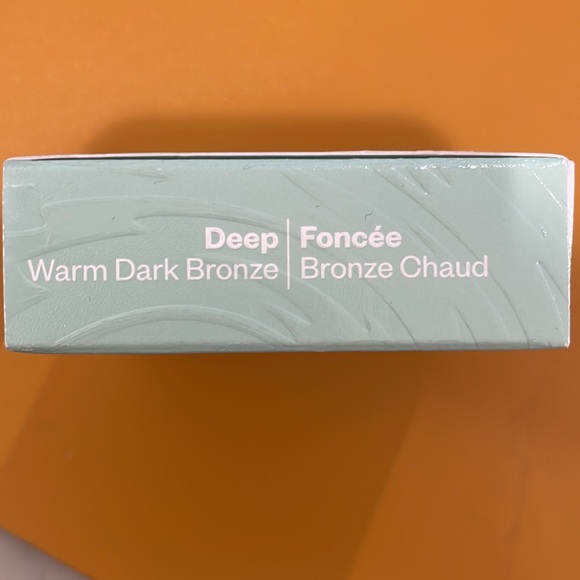 Deep | Foncée
Warm Dark Bronze | Bronze Chaud